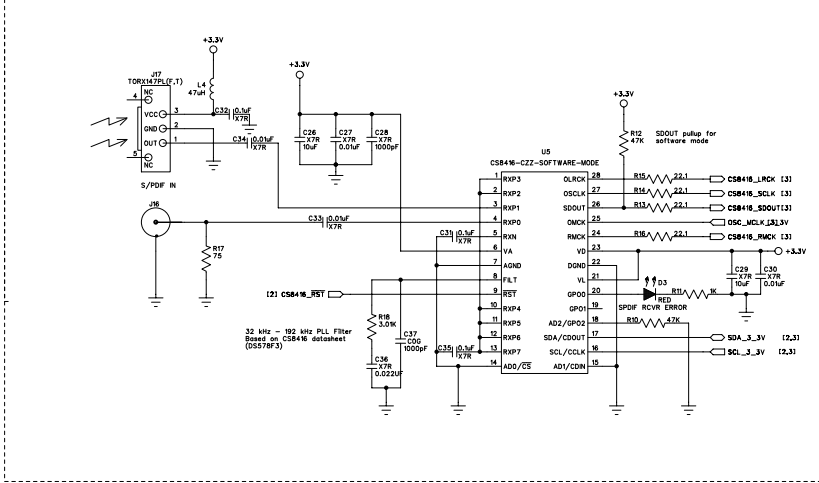 +3.3V
J17
TORX147PL(F,T)
L4
47uH
4
NC
VCC
3
GND
2
OUT
1
5
NC
C32
0.1uF
X7R
C34
0.01uF
X7R
S/PDIF IN
J16
R17
75
C33
0.01uF
X7R
+3.3V
C26
X7R
10uF
C27
X7R
0.01uF
C28
X7R
1000pF
C31
0.1uF
X7R
[2] CS8416_RST
R18
3.01K
C36
X7R
0.022UF
C37
COG
1000pF
C35
0.1uF
X7R
32 kHz - 192 kHz PLL Filter
Based on CS8416 datasheet
(DS578F3)
U5
CS8416-CZZ-SOFTWARE-MODE
1 RXP3
2 RXP2
3 RXP1
4 RXP0
5 RXN
6 VA
7 AGND
8 FILT
9 RST
10 RXP4
11 RXP5
12 RXP6
13 RXP7
14 AD0/CS
OLRCK 28
OSCLK 27
SDOUT 26
OMCK 25
RMCK 24
VD 23
DGND 22
VL 21
GPO0 20
GPO1 19
AD2/GPO2 18
SDA/CDOUT 17
SCL/CCLK 16
AD1/CDIN 15
+3.3V
R12
47K
SDOUT pullup for
software mode
R15 22.1 CS8416_LRCK [3]
R14 22.1 CS8416_SCLK [3]
R13 22.1 CS8416_SDOUT[3]
OSC_MCLK_3_3V
[3]
R16 22.1 CS8416_RMCK [3]
+3.3V
C29
X7R
10uF
C30
X7R
0.01uF
D3
RED
R11
1K
SPDIF RCVR ERROR
R10
47K
SDA_3_3V [2,3]
SCL_3_3V [2,3]